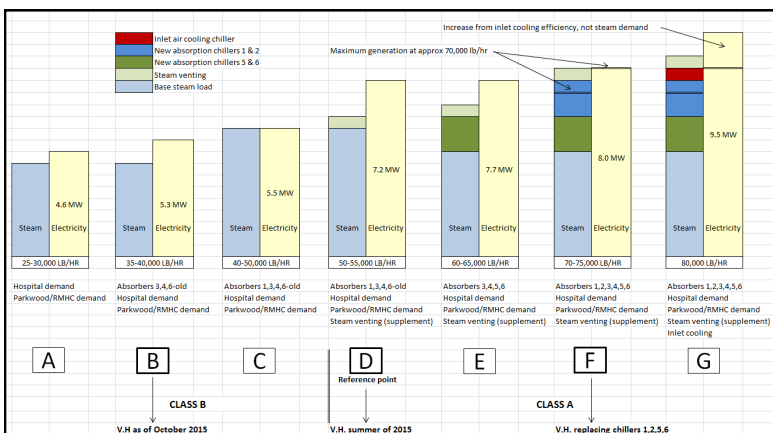 Increase from inlet cooling efficiency, not steam demand
Inlet air cooling chiller
New absorption chillers 1 & 2
New absorption chillers 5 & 6
Steam venting
Base steam load
Maximum generation at approx 70,000 lb/hr
4.6 MW
5.3 MW
5.5 MW
7.2 MW
7.7 MW
8.0 MW
9.5 MW
Steam Electricity
Steam Electricity
Steam Electricity
Steam Electricity
Steam Electricity
Steam Electricity
Steam Electricity
25-30,000 LB/HR
35-40,000 LB/HR
40-50,000 LB/HR
50-55,000 LB/HR
60-65,000 LB/HR
70-75,000 LB/HR
80,000 LB/HR
Hospital demand
Parkwood/RMHC demand
Absorbers 3,4,6-old
Hospital demand
Parkwood/RMHC demand
Absorbers 1,3,4,6-old
Hospital demand
Parkwood/RMHC demand
Absorbers 1,3,4,6-old
Hospital demand
Parkwood/RMHC demand
Steam venting (supplement)
Absorbers 3,4,5,6
Hospital demand
Parkwood/RMHC demand
Steam venting (supplement)
Absorbers 1,2,3,4,5,6
Hospital demand
Parkwood/RMHC demand
Steam venting (supplement)
Absorbers 1,2,3,4,5,6
Hospital demand
Parkwood/RMHC demand
Steam venting (supplement)
Inlet cooling
A
B
C
D
E
F
G
Reference point
CLASS B
CLASS A
V.H as of October 2015
V.H. summer of 2015
V.H. replacing chillers 1,2,5,6